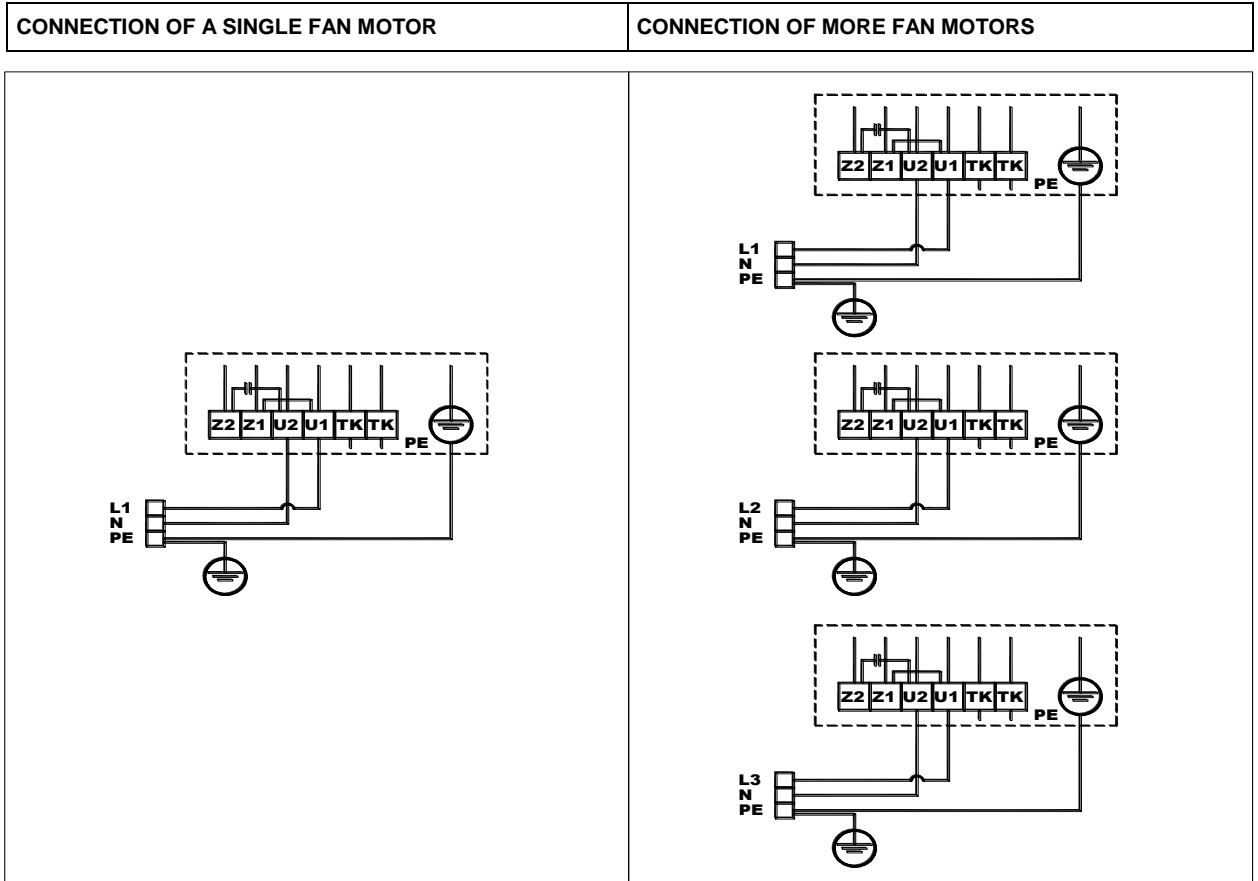 CONNECTION OF A SINGLE FAN MOTOR
CONNECTION OF MORE FAN MOTORS
Z2 Z1 U2 U1 TK TK
PE
L1
N
PE
Z2 Z1 U2 U1 TK TK
PE
L1
N
PE
Z2 Z1 U2 U1 TK TK
PE
L2
N
PE
Z2 Z1 U2 U1 TK TK
PE
L3
N
PE